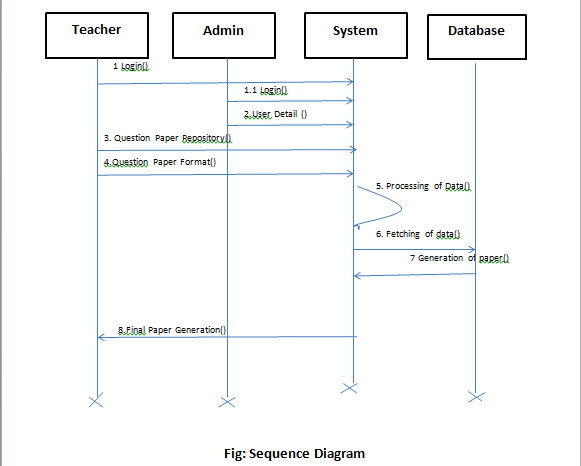 Teacher
Admin
System
Database
1 Login()
1.1 Login()
2.User Detail ()
3. Question Paper Repository()
4.Question Paper Format()
5. Processing of Data()
6. Fetching of data()
7 Generation of paper()
8.Final Paper Generation()
Fig: Sequence Diagram